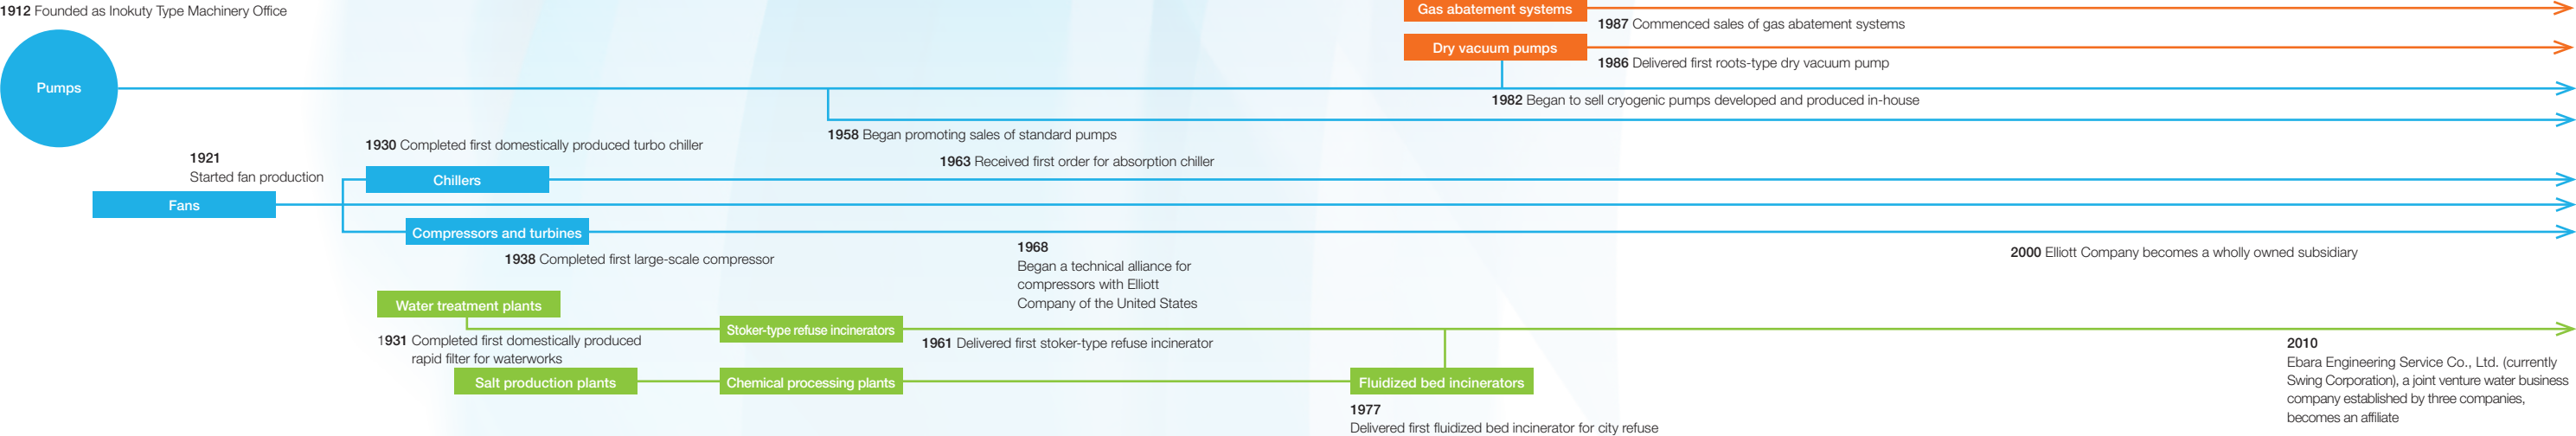 1912 Founded as Inokuty Type Machinery Office
Gas abatement systems
1987 Commenced sales of gas abatement systems
Dry vacuum pumps
1986 Delivered first roots-type dry vacuum pump
Pumps
1982 Began to sell cryogenic pumps developed and produced in-house
1958 Began promoting sales of standard pumps
1930 Completed first domestically produced turbo chiller
1963 Received first order for absorption chiller
1921
Started fan production
Chillers
Fans
Compressors and turbines
1938 Completed first large-scale compressor
1968
Began a technical alliance for
compressors with Elliott
Company of the United States
2000 Elliott Company becomes a wholly owned subsidiary
Water treatment plants
1931 Completed first domestically produced
rapid filter for waterworks
Stoker-type refuse incinerators
1961 Delivered first stoker-type refuse incinerator
Salt production plants
Chemical processing plants
Fluidized bed incinerators
1977
Delivered first fluidized bed incinerator for city refuse
2010
Ebara Engineering Service Co., Ltd. (currently
Swing Corporation), a joint venture water business
company established by three companies,
becomes an affiliate